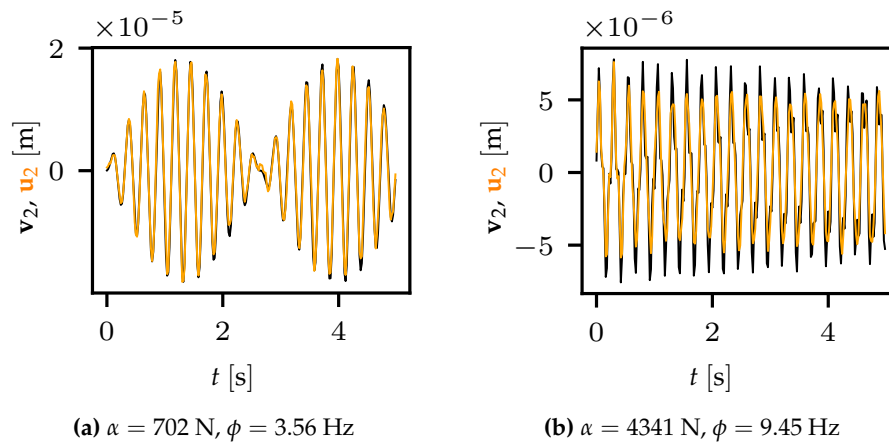 ×10⁻⁵
2
0
v₂, u₂ [m]
0 2 4
t [s]
(a) α = 702 N, ϕ = 3.56 Hz
×10⁻⁶
5
0
−5
v₂, u₂ [m]
0 2 4
t [s]
(b) α = 4341 N, ϕ = 9.45 Hz